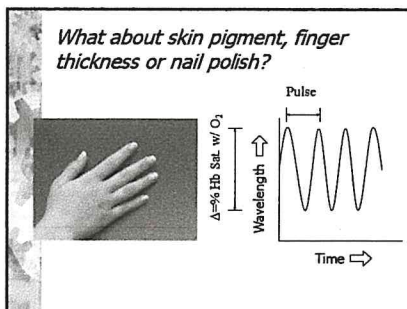 What about skin pigment, finger
thickness or nail polish?
Pulse
Δ=% Hb Sat. w/ O₂
Wavelength ⇧
Time ⇨